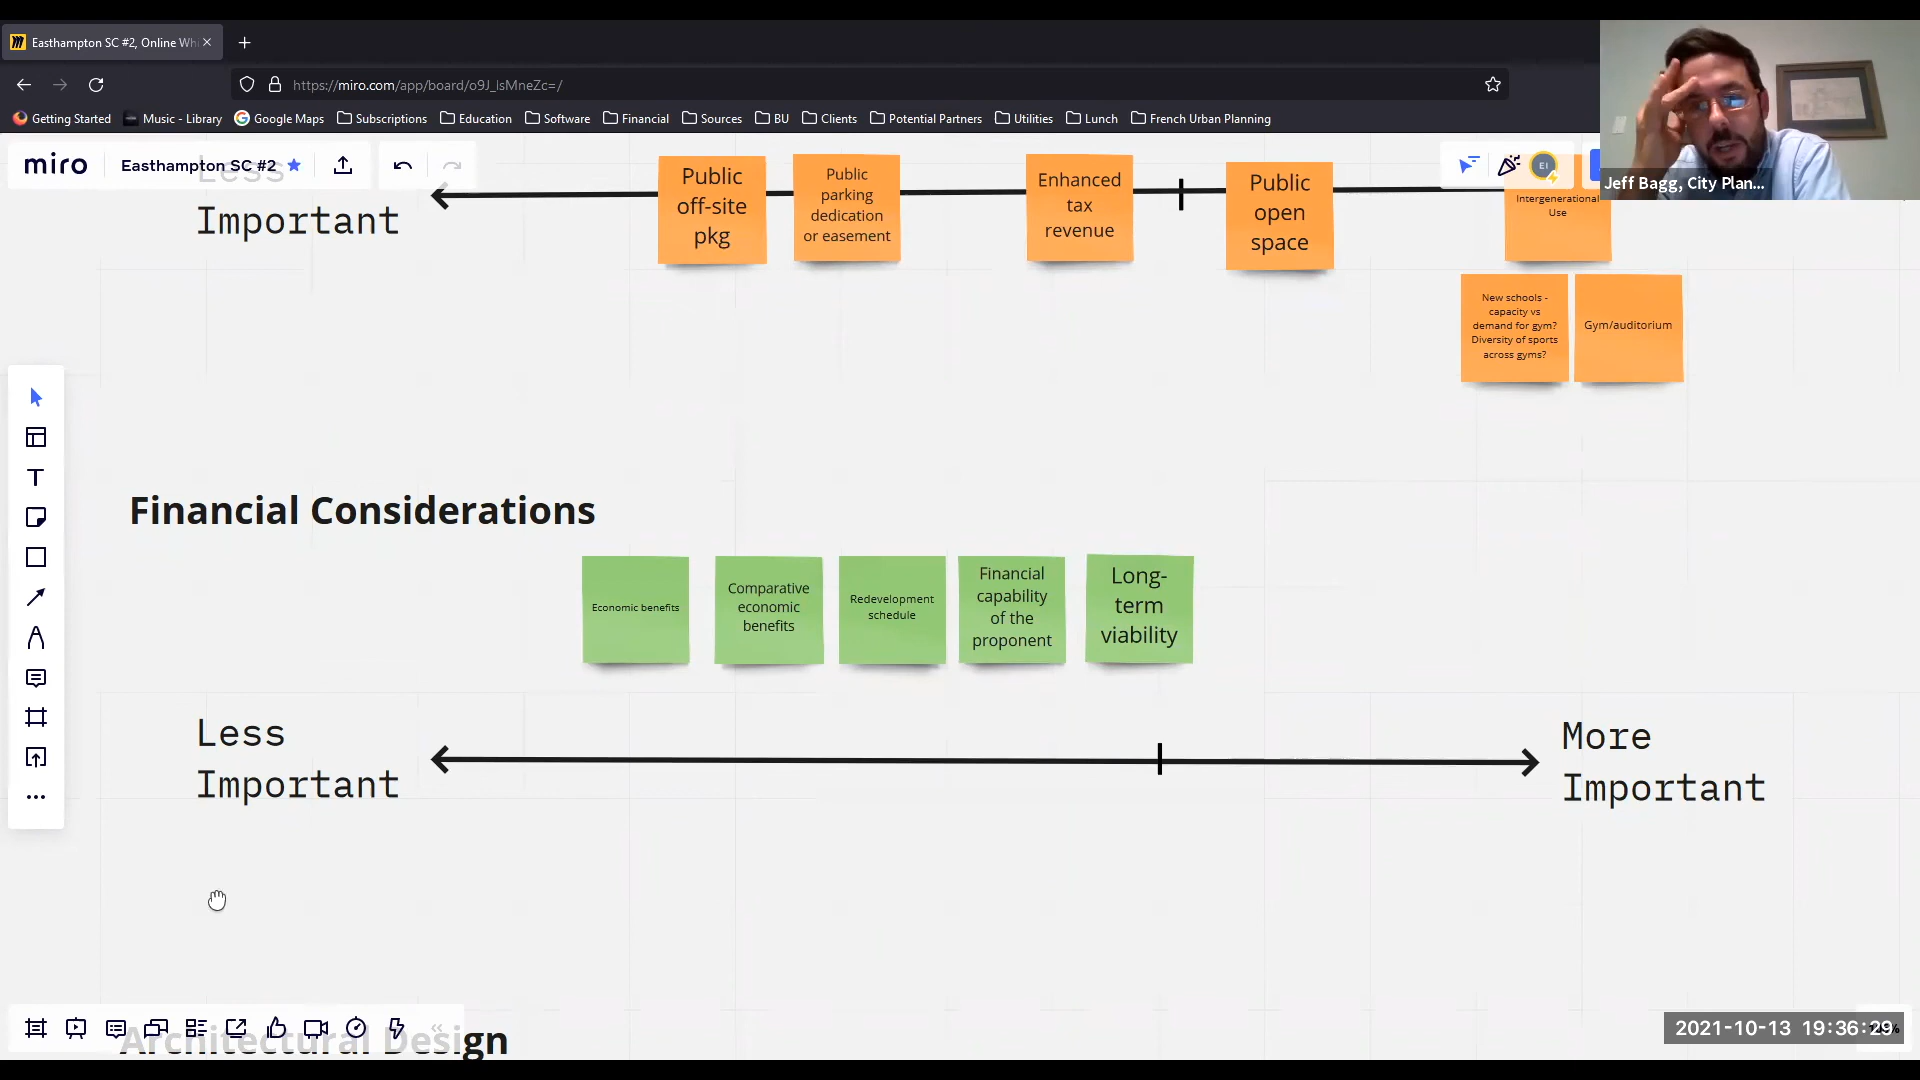 Easthampton SC #2, Online Whi
https://miro.com/app/board/o9J_lsMneZc=/
Getting Started
Music - Library
Google Maps
Subscriptions
Education
Software
Financial
Sources
BU
Clients
Potential Partners
Utilities
Lunch
French Urban Planning
Jeff Bagg, City Plan...
miro
Easthampton SC #2
EI
Less
Important
Public
off-site
pkg
Public
parking
dedication
or easement
Enhanced
tax
revenue
Public
open
space
Intergenerational
Use
New schools -
capacity vs
demand for gym?
Diversity of sports
across gyms?
Gym/auditorium
Financial Considerations
Economic benefits
Comparative
economic
benefits
Redevelopment
schedule
Financial
capability
of the
proponent
Long-
term
viability
Less
Important
More
Important
Architectural Design
2021-10-13 19:36:29